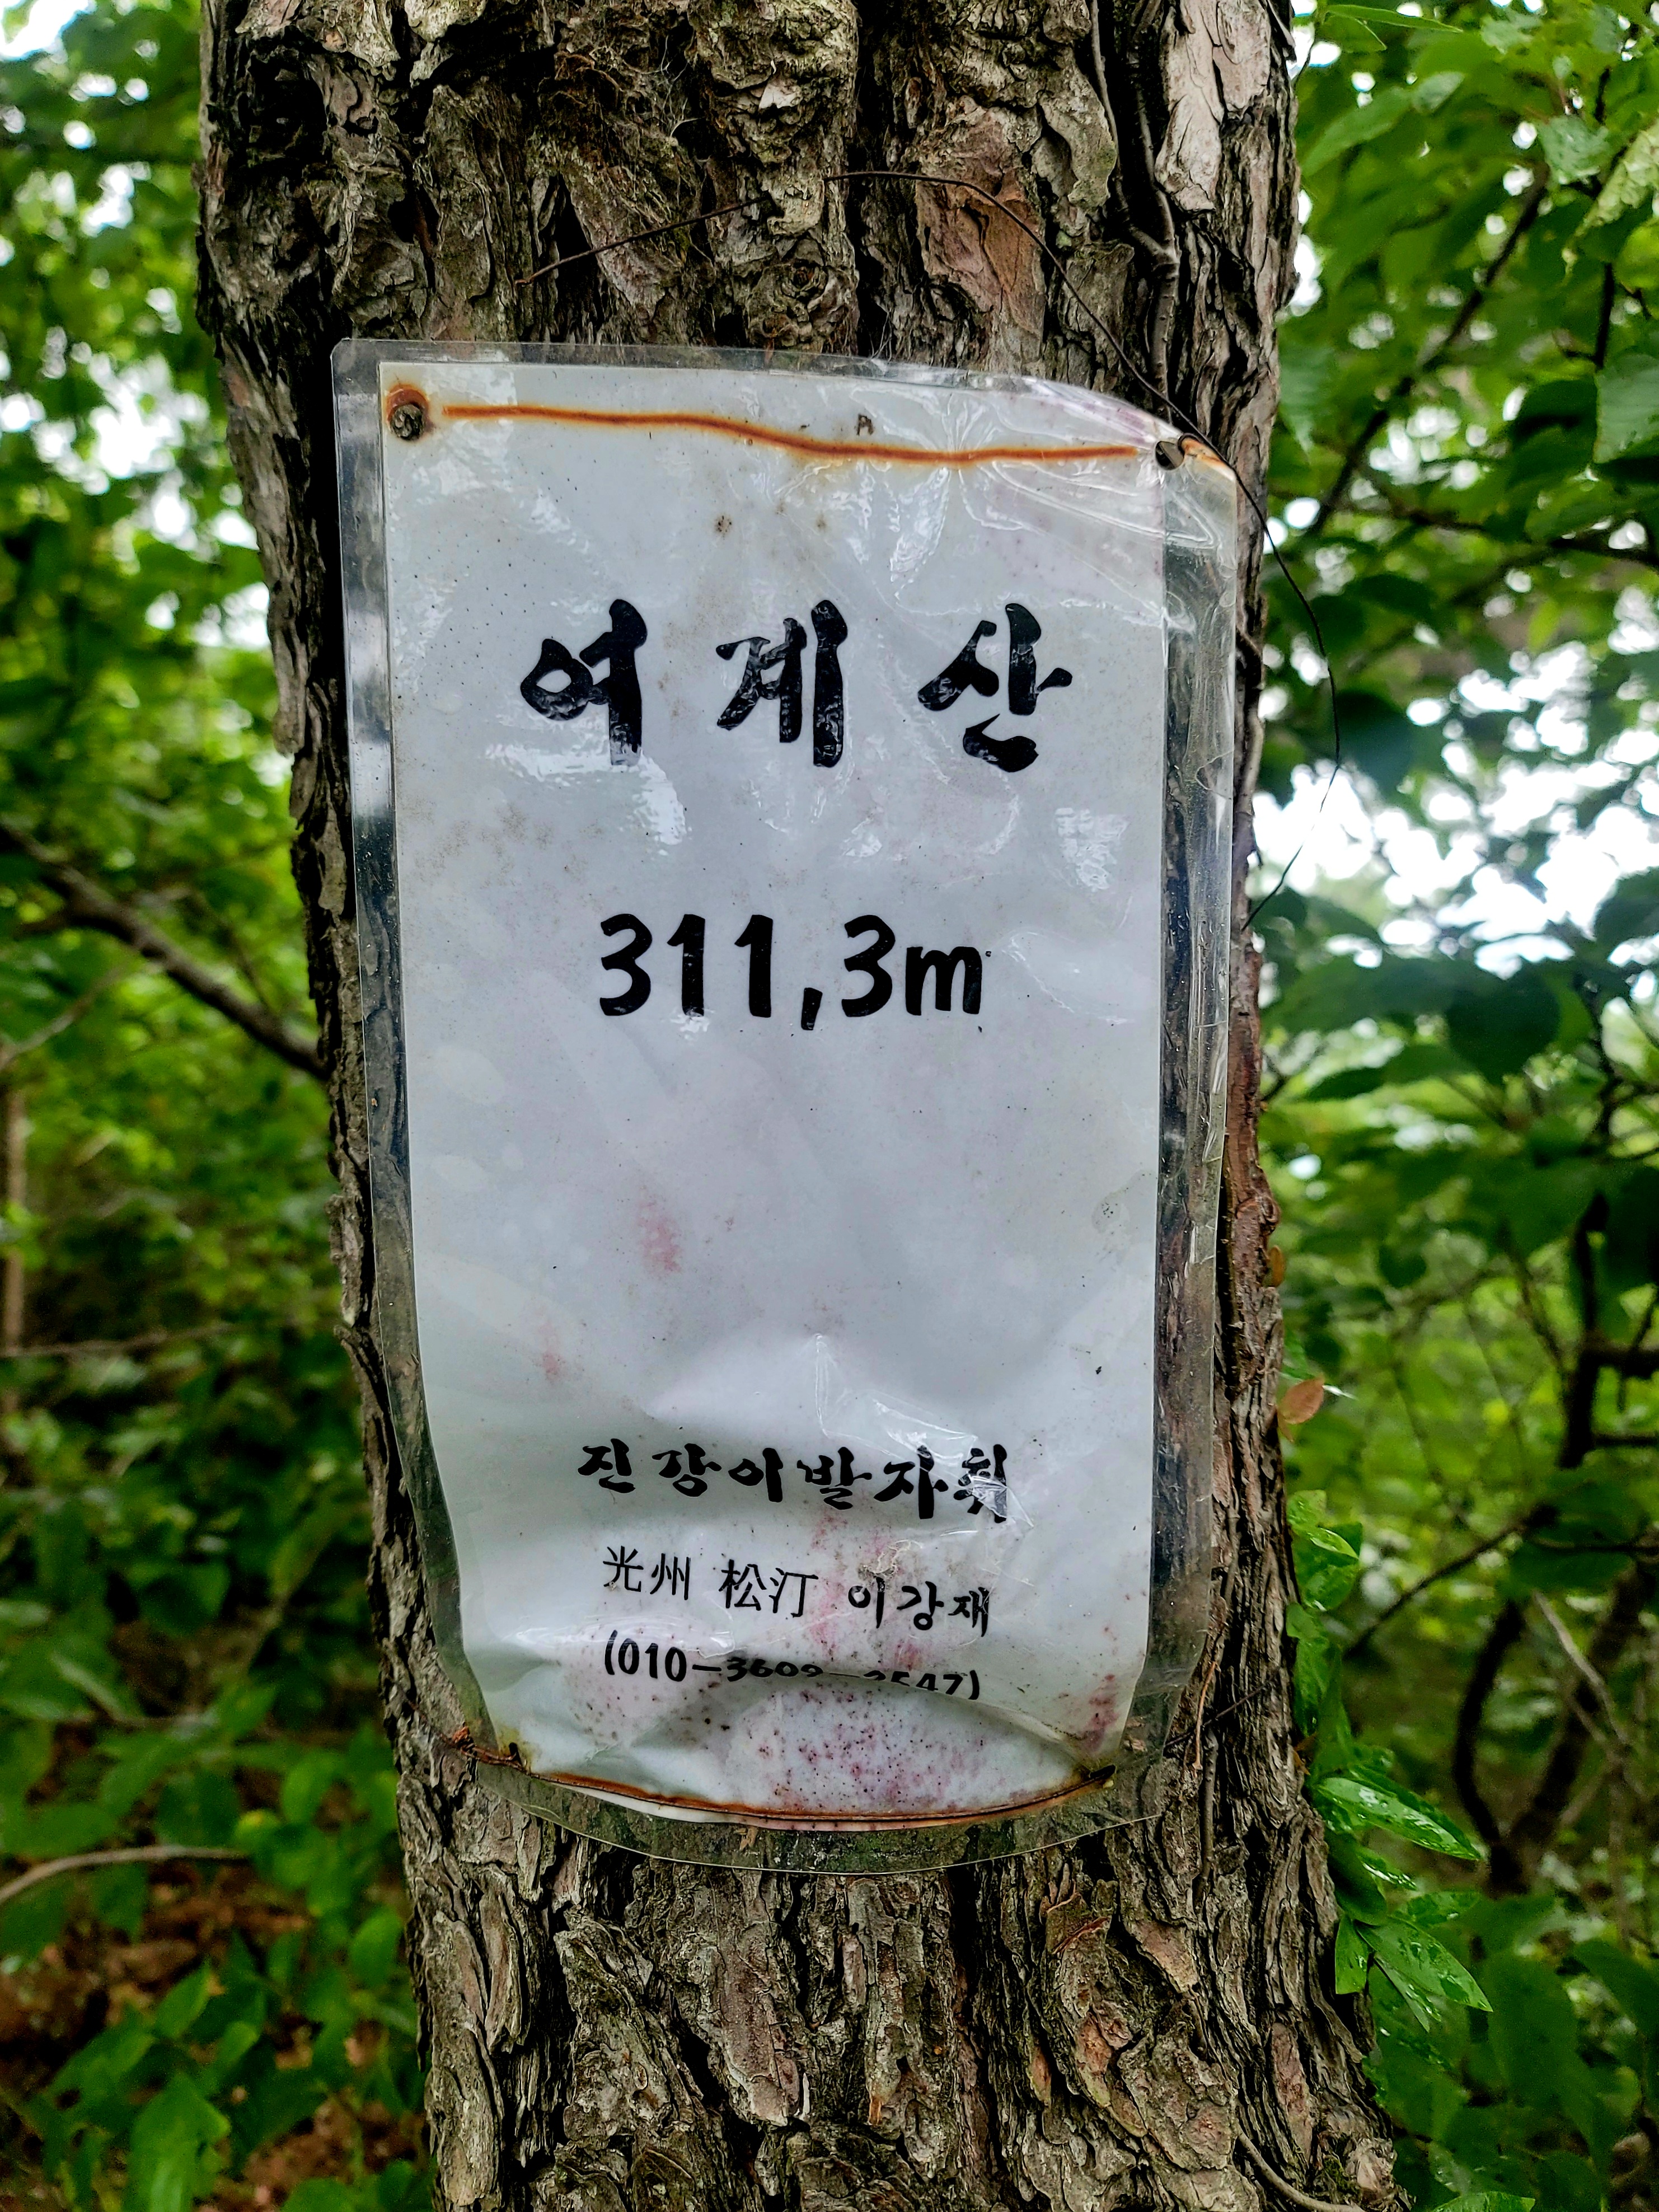 여계산
311,3m
진장이발자취
光州 松汀 이강재
(010-